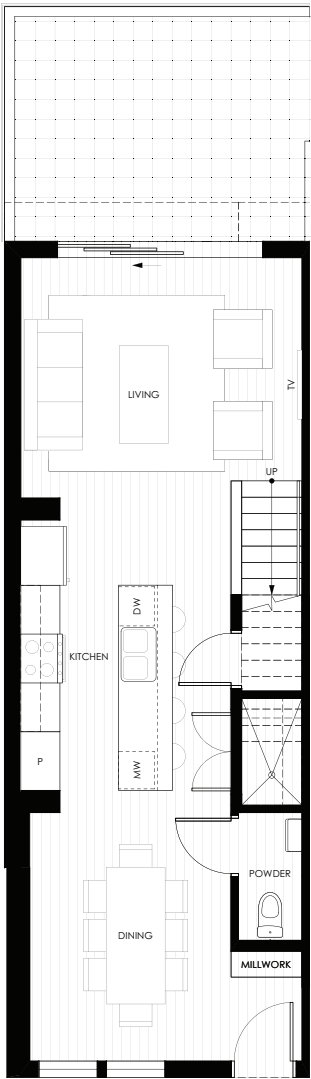 LIVING
TV
UP
DW
KITCHEN
P
MW
POWDER
DINING
MILLWORK